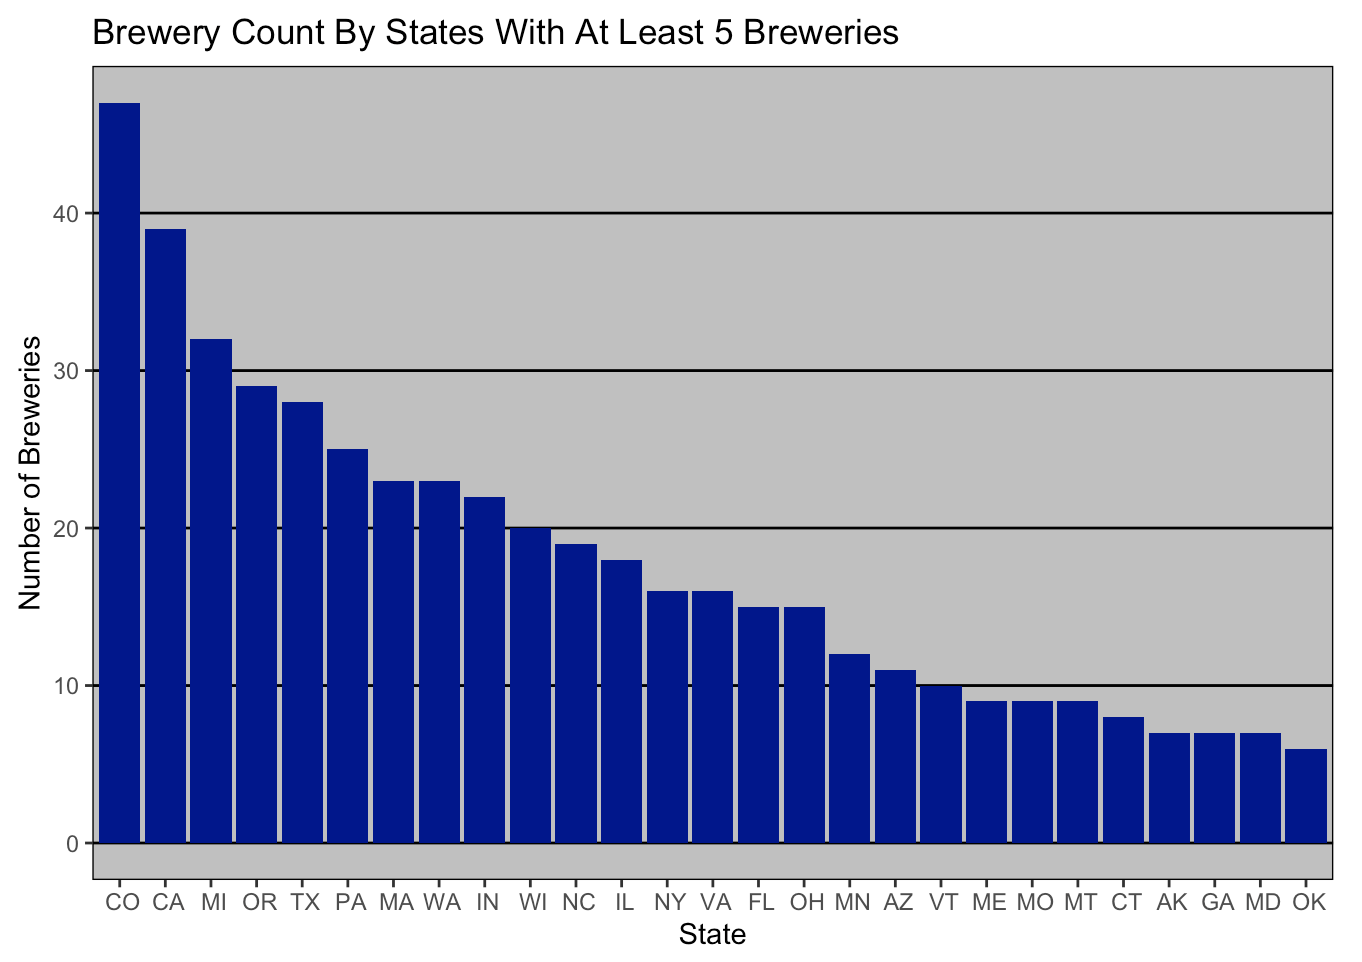 Brewery Count By States With At Least 5 Breweries
Number of Breweries
40
30
20
10
0
CO CA MI OR TX PA MA WA IN WI NC IL NY VA FL OH MN AZ VT ME MO MT CT AK GA MD OK
State